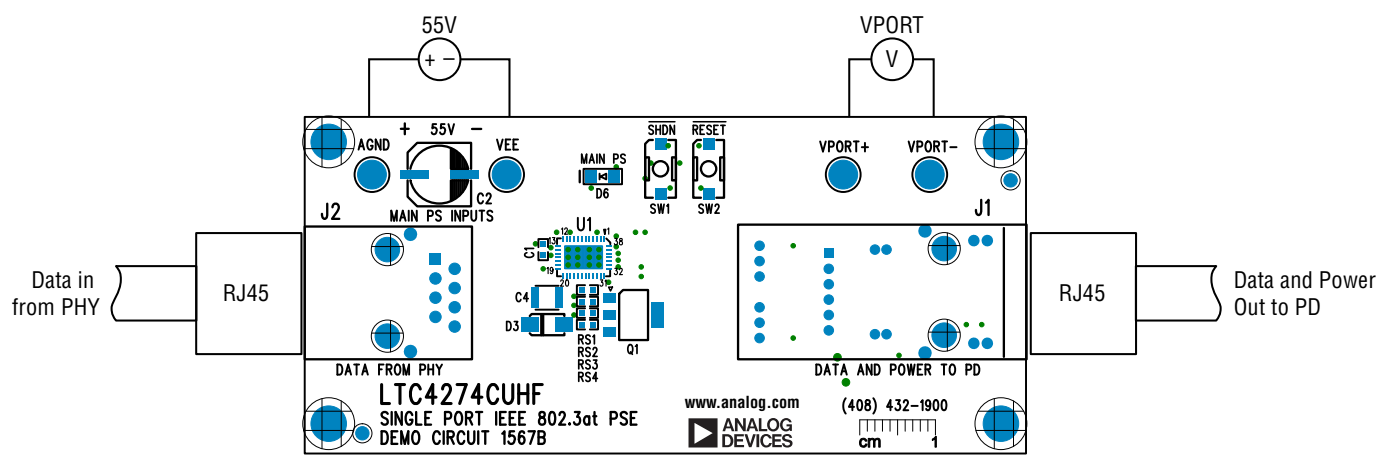 55V
+ −
VPORT
V
+ 55V -
AGND
VEE
C2
MAIN PS INPUTS
MAIN PS
D6
SHDN
SW1
RESET
SW2
VPORT+
VPORT-
J2
J1
U1
12
1
13
38
C1
19
32
20
31
C4
D3
RS1
RS2
RS3
RS4
Q1
Data in
from PHY
RJ45
RJ45
Data and Power
Out to PD
DATA FROM PHY
DATA AND POWER TO PD
LTC4274CUHF
SINGLE PORT IEEE 802.3at PSE
DEMO CIRCUIT 1567B
www.analog.com
ANALOG
DEVICES
(408) 432-1900
cm 1